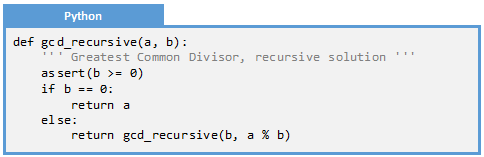 Python
def gcd_recursive(a, b):
    ''' Greatest Common Divisor, recursive solution '''
    assert(b >= 0)
    if b == 0:
        return a
    else:
        return gcd_recursive(b, a % b)